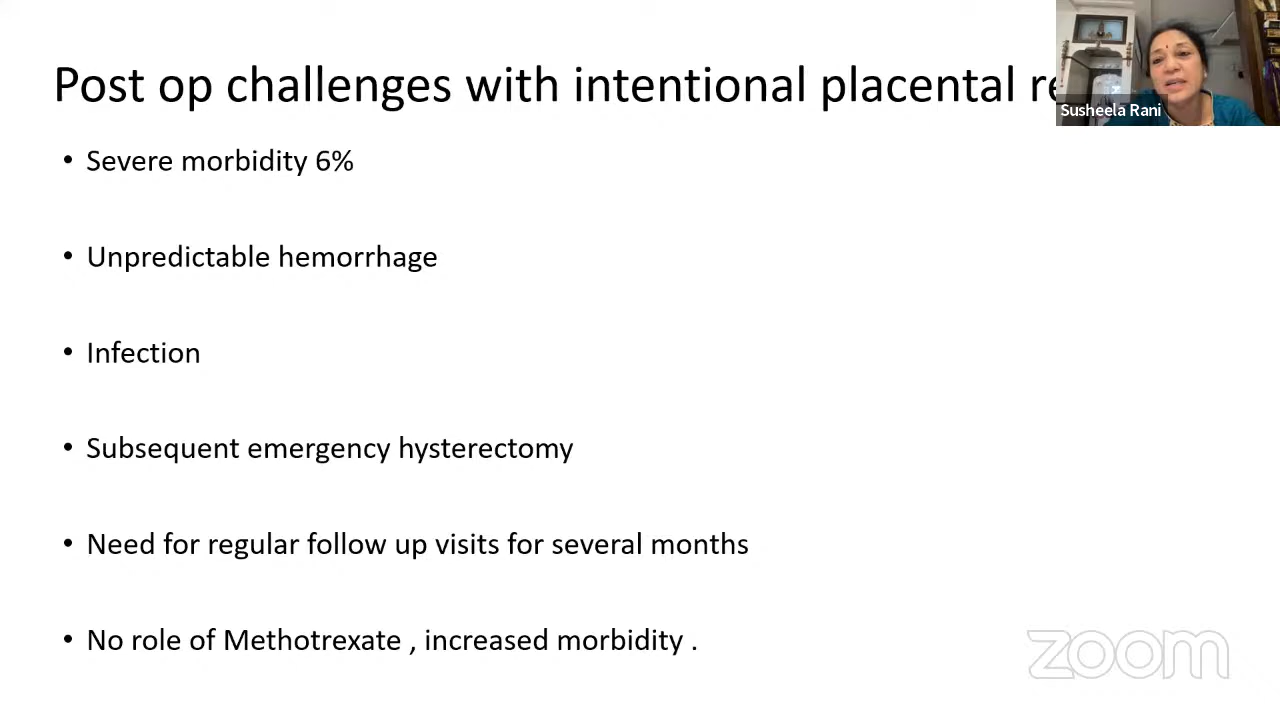 Post op challenges with intentional placental
Susheela Rani
• Severe morbidity 6%
• Unpredictable hemorrhage
• Infection
• Subsequent emergency hysterectomy
• Need for regular follow up visits for several months
• No role of Methotrexate , increased morbidity .
zoom